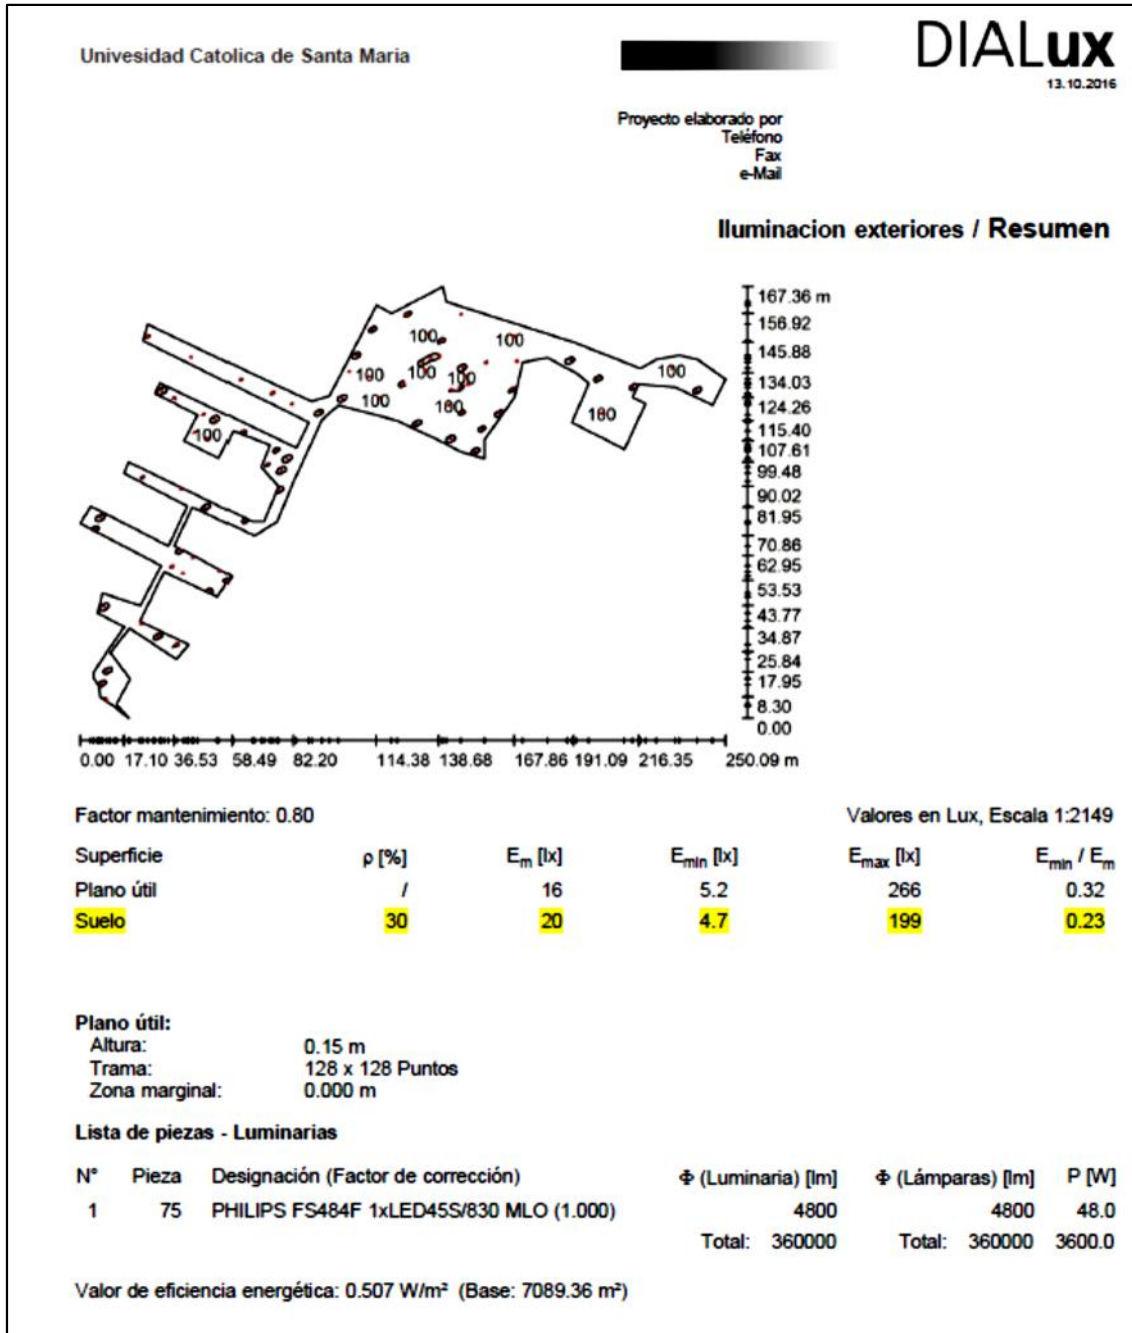 Univesidad Catolica de Santa Maria
DIALux
13.10.2016
Proyecto elaborado por
Teléfono
Fax
e-Mail
Iluminacion exteriores / Resumen
100
100
100
100
100
100
100
100
100
100
167.36 m
156.92
145.88
134.03
124.26
115.40
107.61
99.48
90.02
81.95
70.86
62.95
53.53
43.77
34.87
25.84
17.95
8.30
0.00
0.00 17.10 36.53 58.49 82.20 114.38 138.68 167.86 191.09 216.35 250.09 m
Factor mantenimiento: 0.80 Valores en Lux, Escala 1:2149
Superficie ρ [%] Em [lx] Emin [lx] Emax [lx] Emin / Em
Plano útil / 16 5.2 266 0.32
Suelo 30 20 4.7 199 0.23
Plano útil:
Altura: 0.15 m
Trama: 128 x 128 Puntos
Zona marginal: 0.000 m
Lista de piezas - Luminarias
N° Pieza Designación (Factor de corrección) Φ (Luminaria) [lm] Φ (Lámparas) [lm] P [W]
1 75 PHILIPS FS484F 1xLED45S/830 MLO (1.000) 4800 4800 48.0
Total: 360000 Total: 360000 3600.0
Valor de eficiencia energética: 0.507 W/m² (Base: 7089.36 m²)